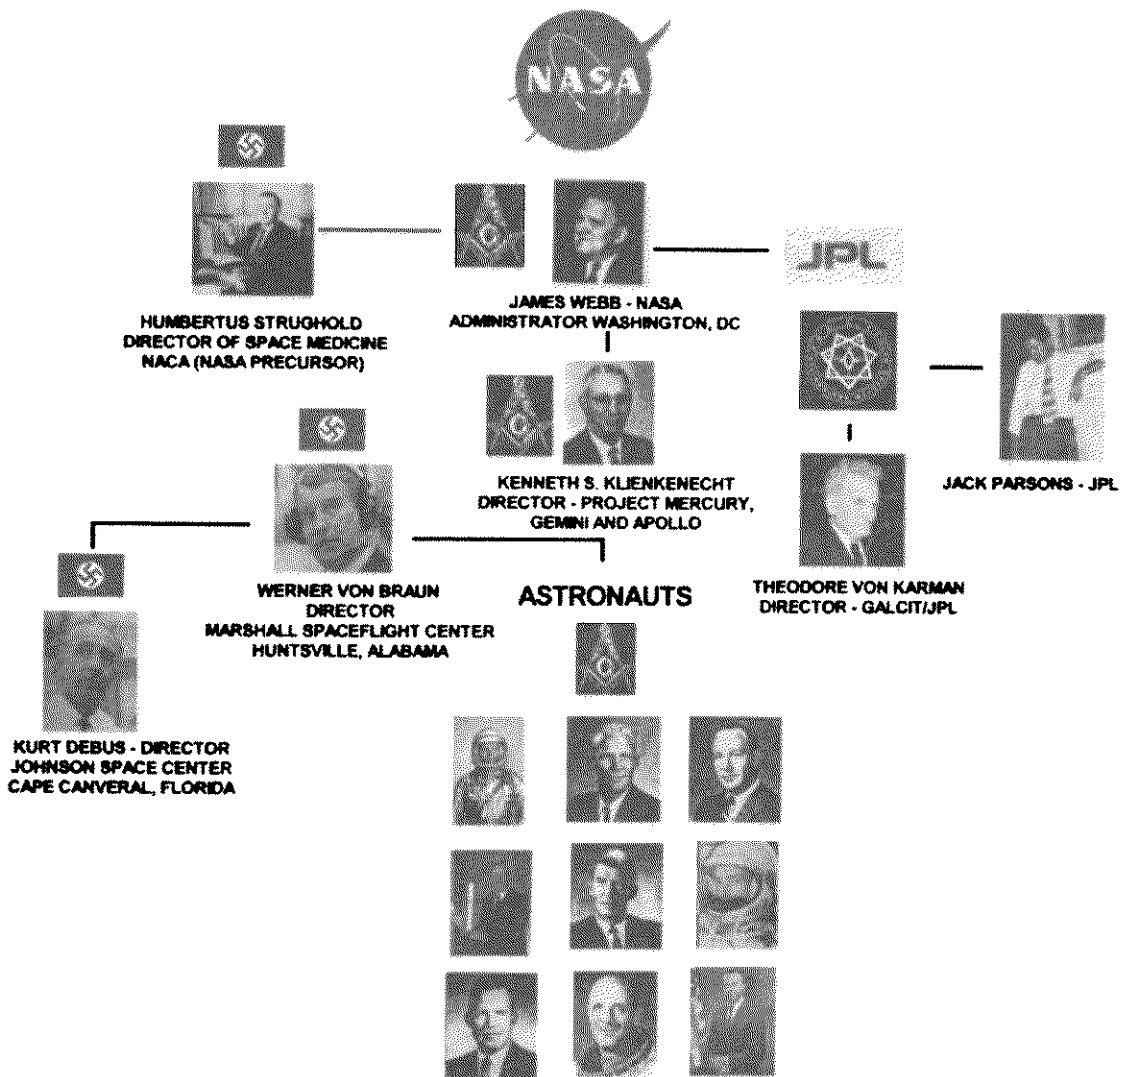 NASA
JPL
HUMBERTUS STRUGHOLD
DIRECTOR OF SPACE MEDICINE
NACA (NASA PRECURSOR)
JAMES WEBB - NASA
ADMINISTRATOR WASHINGTON, DC
KENNETH S. KLIENKENECHT
DIRECTOR - PROJECT MERCURY,
GEMINI AND APOLLO
JACK PARSONS - JPL
WERNER VON BRAUN
DIRECTOR
MARSHALL SPACEFLIGHT CENTER
HUNTSVILLE, ALABAMA
ASTRONAUTS
THEODORE VON KARMAN
DIRECTOR - GALCIT/JPL
KURT DEBUS - DIRECTOR
JOHNSON SPACE CENTER
CAPE CANVERAL, FLORIDA